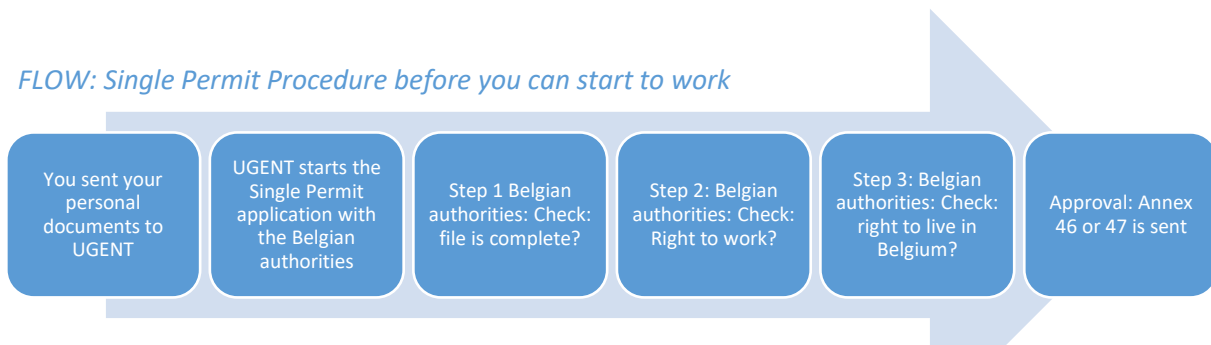 FLOW: Single Permit Procedure before you can start to work
You sent your
personal
documents to
UGENT
UGENT starts the
Single Permit
application with
the Belgian
authorities
Step 1 Belgian
authorities: Check:
file is complete?
Step 2: Belgian
authorities: Check:
Right to work?
Step 3: Belgian
authorities: Check:
right to live in
Belgium?
Approval: Annex
46 or 47 is sent